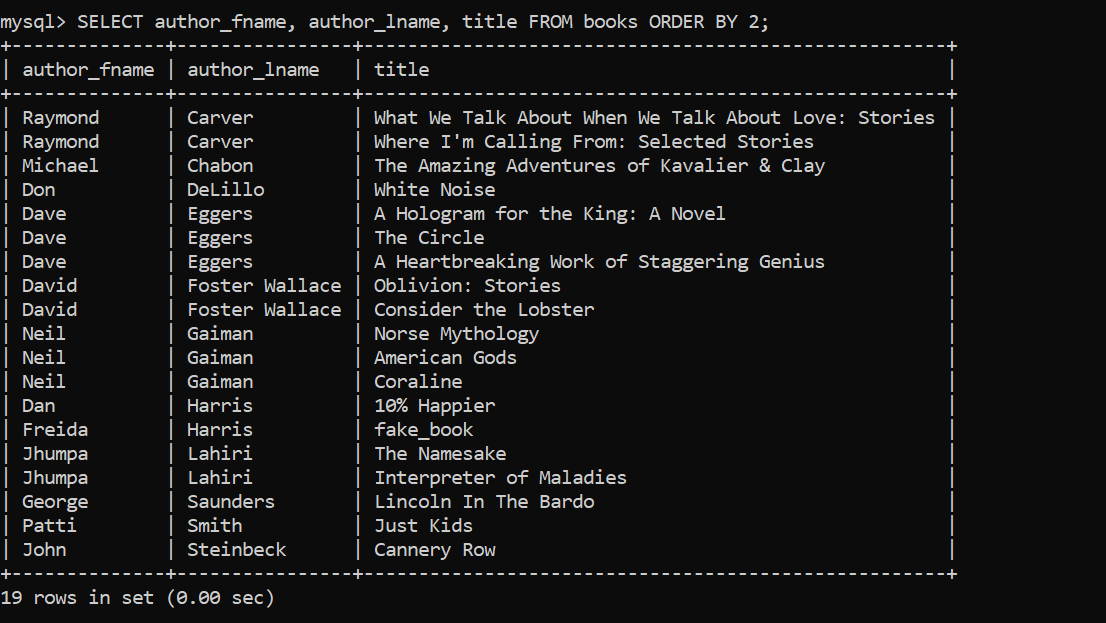 mysql> SELECT author_fname, author_lname, title FROM books ORDER BY 2;
+--------------+----------------+-----------------------------------------------------+
| author_fname | author_lname   | title                                               |
+--------------+----------------+-----------------------------------------------------+
| Raymond      | Carver         | What We Talk About When We Talk About Love: Stories |
| Raymond      | Carver         | Where I'm Calling From: Selected Stories            |
| Michael      | Chabon         | The Amazing Adventures of Kavalier & Clay           |
| Don          | DeLillo        | White Noise                                         |
| Dave         | Eggers         | A Hologram for the King: A Novel                    |
| Dave         | Eggers         | The Circle                                          |
| Dave         | Eggers         | A Heartbreaking Work of Staggering Genius           |
| David        | Foster Wallace | Oblivion: Stories                                   |
| David        | Foster Wallace | Consider the Lobster                                |
| Neil         | Gaiman         | Norse Mythology                                     |
| Neil         | Gaiman         | American Gods                                       |
| Neil         | Gaiman         | Coraline                                            |
| Dan          | Harris         | 10% Happier                                         |
| Freida       | Harris         | fake_book                                           |
| Jhumpa       | Lahiri         | The Namesake                                        |
| Jhumpa       | Lahiri         | Interpreter of Maladies                             |
| George       | Saunders       | Lincoln In The Bardo                                |
| Patti        | Smith          | Just Kids                                           |
| John         | Steinbeck      | Cannery Row                                         |
+--------------+----------------+-----------------------------------------------------+
19 rows in set (0.00 sec)